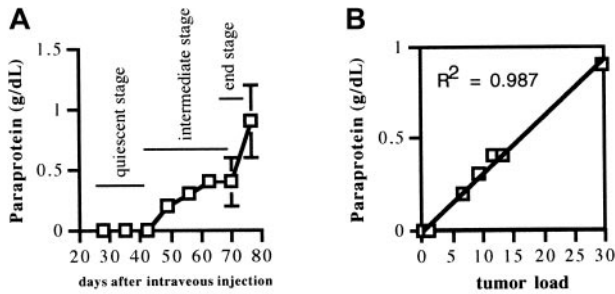 A
Paraprotein (g/dL)
1.5
1
0.5
0
quiescent stage
intermediate stage
end stage
20 30 40 50 60 70 80
days after intraveous injection
B
Paraprotein (g/dL)
1
0.5
0
R² = 0.987
0 5 10 15 20 25 30
tumor load